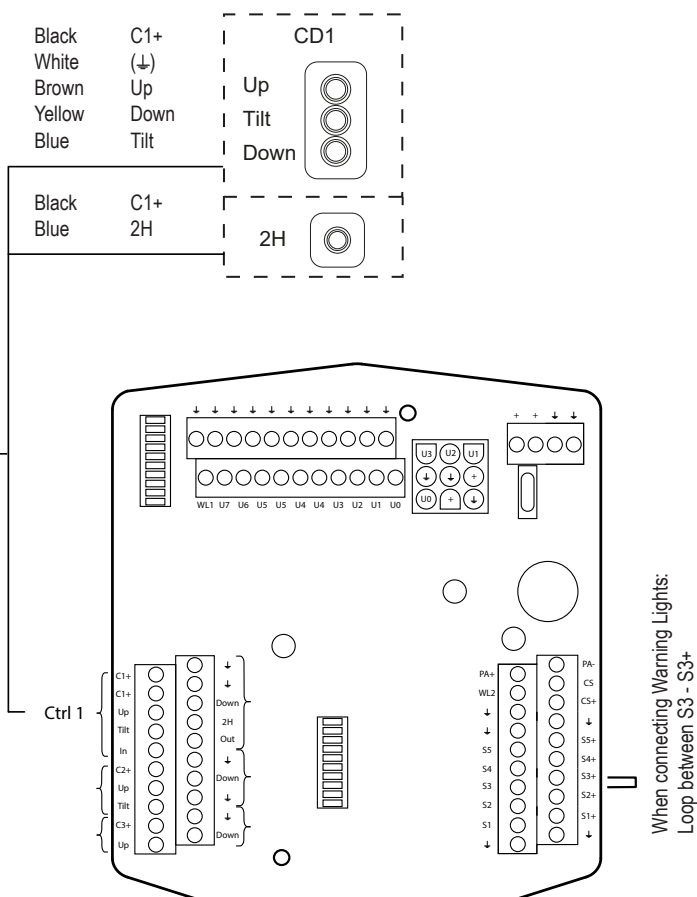 Black C1+
White (⏚)
Brown Up
Yellow Down
Blue Tilt
Black C1+
Blue 2H
CD1
Up
Tilt
Down
2H
+ + ⏚ ⏚
U3 U2 U1
+
U0 +
WL1 U7 U6 U5 U5 U4 U4 U3 U2 U1 U0
Ctrl 1
C1+
C1+
Up
Tilt
In
C2+
Up
Tilt
C3+
Up
Down
2H
Out
Down
Down
PA+
WL2
S5
S4
S3
S2
S1
PA-
CS
CS+
S5+
S4+
S3+
S2+
S1+
When connecting Warning Lights:
Loop between S3 - S3+